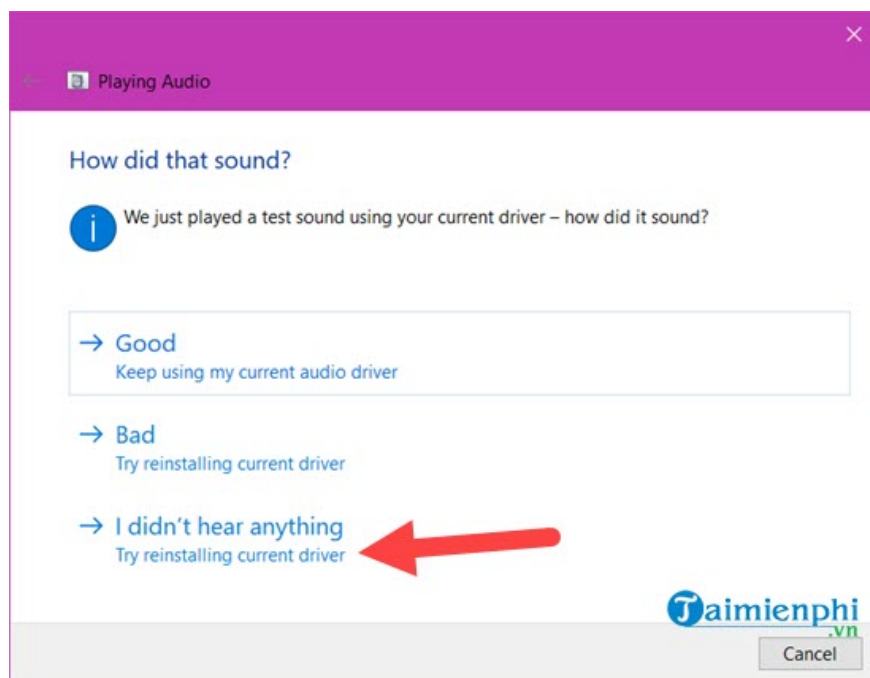 Playing Audio
How did that sound?
We just played a test sound using your current driver – how did it sound?
Good
Keep using my current audio driver
Bad
Try reinstalling current driver
I didn't hear anything
Try reinstalling current driver
Taimienphi
.vn
Cancel